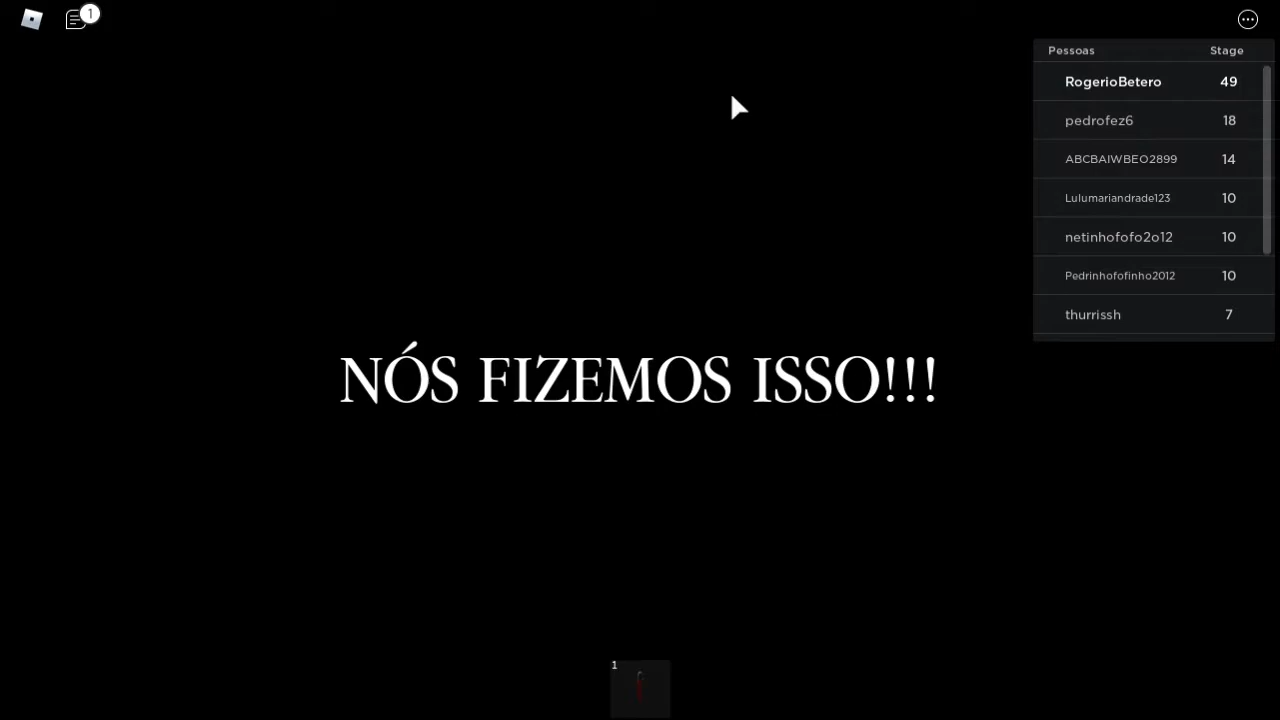 1
Pessoas Stage
RogerioBetero 49
pedrofez6 18
ABCBAIWBEO2899 14
Lulumariandrade123 10
netinhofofo2o12 10
Pedrinhofofinho2012 10
thurrissh 7
NÓS FIZEMOS ISSO!!!
1